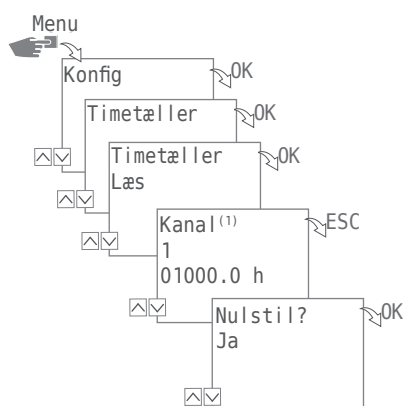 Menu
Konfig
OK
Timetæller
OK
Timetæller
OK
Læs
Kanal(1)
ESC
1
01000.0 h
Nulstil?
OK
Ja